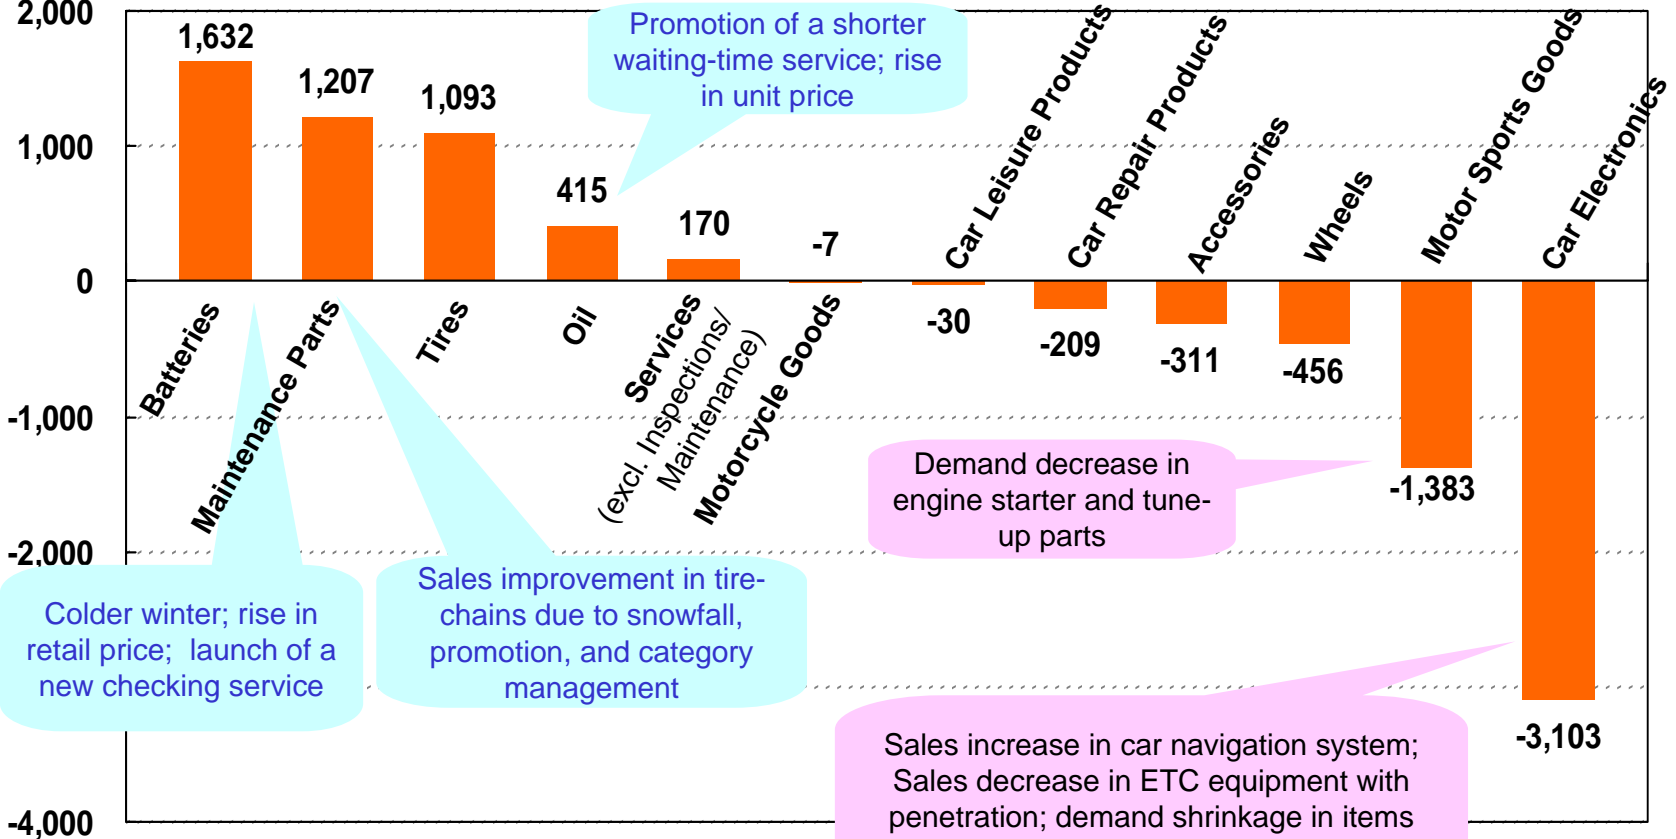 2,000
1,000
0
-1,000
-2,000
-4,000
1,632
1,207
1,093
415
170
-7
-30
-209
-311
-456
-1,383
-3,103
Batteries
Maintenance Parts
Tires
Oil
Services
(excl. Inspections/
Maintenance)
Motorcycle Goods
Car Leisure Products
Car Repair Products
Accessories
Wheels
Motor Sports Goods
Car Electronics
Promotion of a shorter
waiting-time service; rise
in unit price
Colder winter; rise in
retail price;  launch of a
new checking service
Sales improvement in tire-
chains due to snowfall,
promotion, and category
management
Demand decrease in
engine starter and tune-
up parts
Sales increase in car navigation system;
Sales decrease in ETC equipment with
penetration; demand shrinkage in items